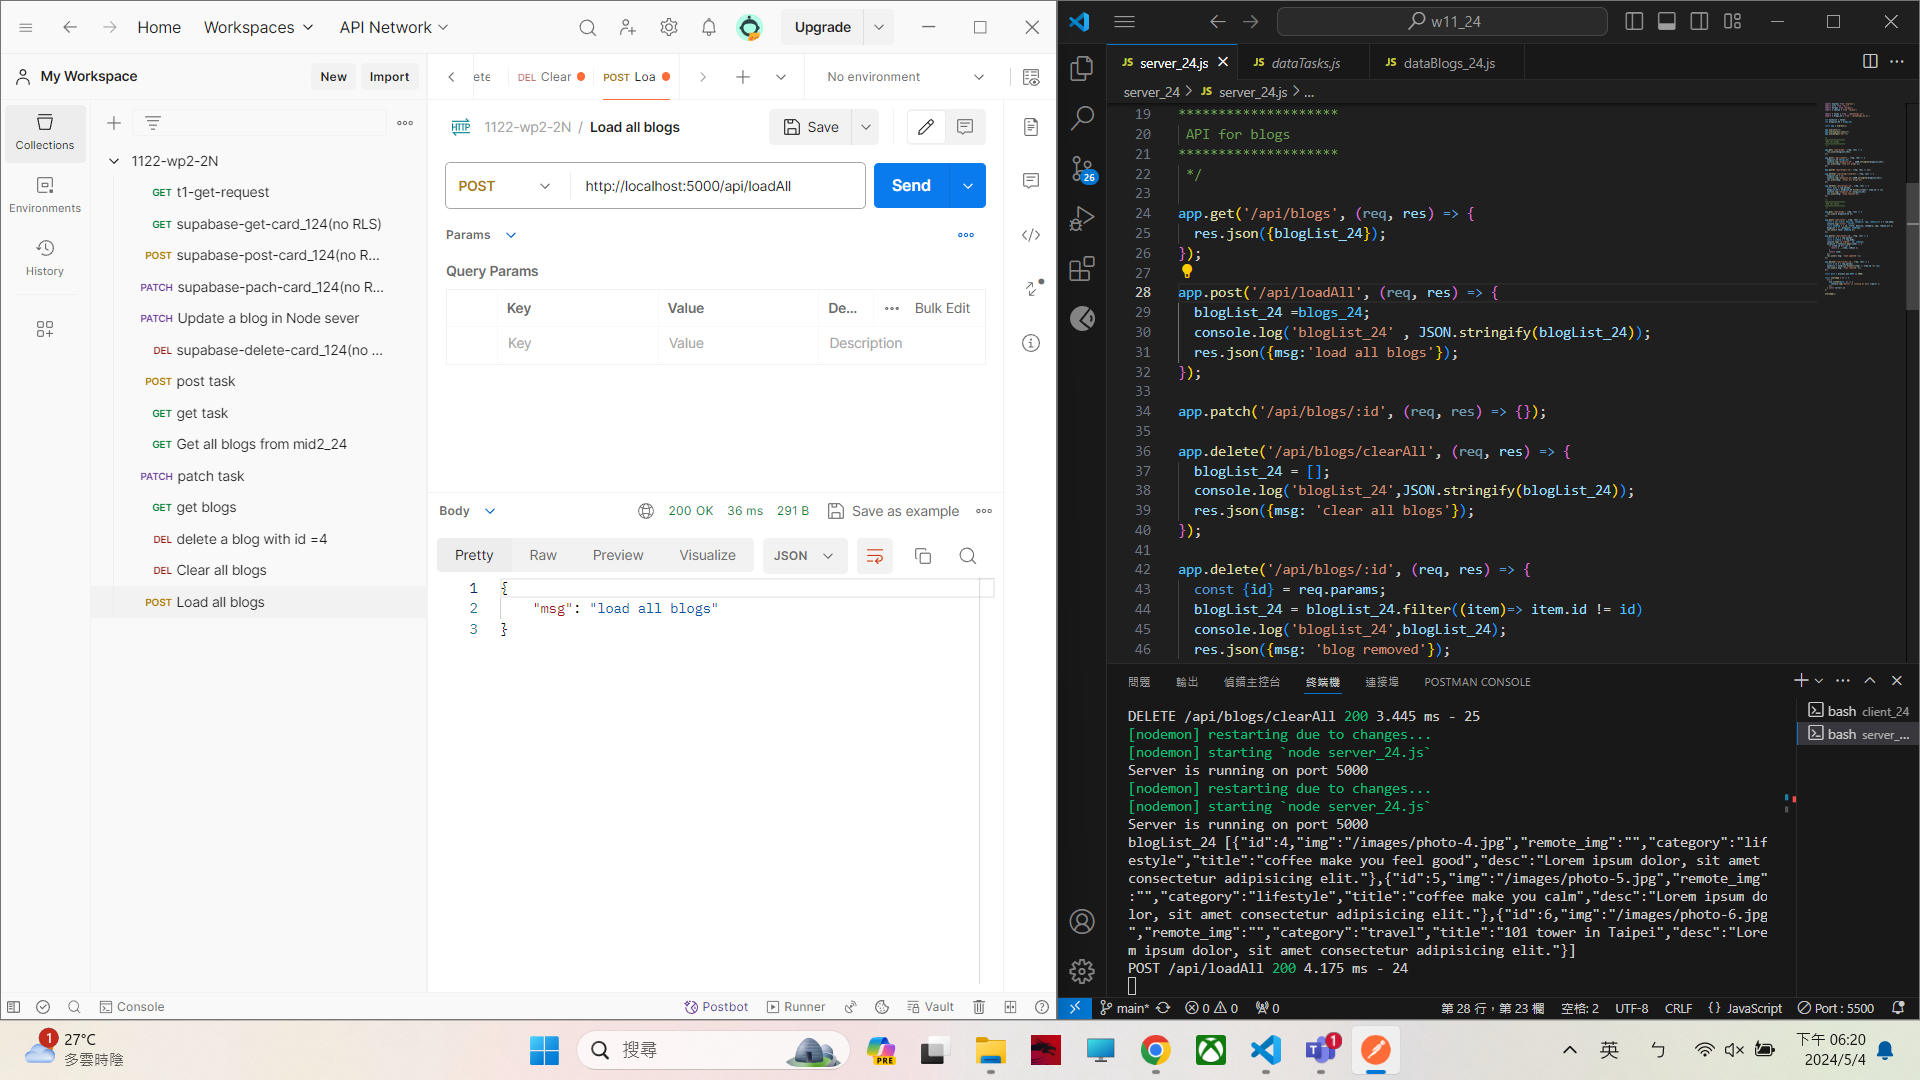 Home
Workspaces
API Network
Upgrade
My Workspace
New
Import
ete
DEL Clear
POST Loa
No environment
Collections
Environments
History
1122-wp2-2N
GET t1-get-request
GET supabase-get-card_124(no RLS)
POST supabase-post-card_124(no R...
PATCH supabase-pach-card_124(no R...
PATCH Update a blog in Node sever
DEL supabase-delete-card_124(no ...
POST post task
GET get task
GET Get all blogs from mid2_24
PATCH patch task
GET get blogs
DEL delete a blog with id =4
DEL Clear all blogs
POST Load all blogs
HTTP 1122-wp2-2N / Load all blogs
Save
POST
http://localhost:5000/api/loadAll
Send
Params
Query Params
Key Value De... Bulk Edit
Key Value Description
Body
200 OK 36 ms 291 B
Save as example
Pretty Raw Preview Visualize JSON
1 {
2 "msg": "load all blogs"
3 }
Console
Postbot
Runner
Vault
w11_24
JS server_24.js
JS dataTasks.js
JS dataBlogs_24.js
server_24 > JS server_24.js > ...
26
19 ********************
20 API for blogs
21 ********************
22 */
23
24 app.get('/api/blogs', (req, res) => {
25 res.json({blogList_24});
26 });
27
28 app.post('/api/loadAll', (req, res) => {
29 blogList_24 =blogs_24;
30 console.log('blogList_24' , JSON.stringify(blogList_24));
31 res.json({msg:'load all blogs'});
32 });
33
34 app.patch('/api/blogs/:id', (req, res) => {});
35
36 app.delete('/api/blogs/clearAll', (req, res) => {
37 blogList_24 = [];
38 console.log('blogList_24',JSON.stringify(blogList_24));
39 res.json({msg: 'clear all blogs'});
40 });
41
42 app.delete('/api/blogs/:id', (req, res) => {
43 const {id} = req.params;
44 blogList_24 = blogList_24.filter((item)=> item.id != id)
45 console.log('blogList_24',blogList_24);
46 res.json({msg: 'blog removed'});
問題 輸出 偵錯主控台 終端機 連接埠 POSTMAN CONSOLE
bash client_24
bash server_...
DELETE /api/blogs/clearAll 200 3.445 ms - 25
[nodemon] restarting due to changes...
[nodemon] starting `node server_24.js`
Server is running on port 5000
[nodemon] restarting due to changes...
[nodemon] starting `node server_24.js`
Server is running on port 5000
blogList_24 [{"id":4,"img":"/images/photo-4.jpg","remote_img":"","category":"lif
estyle","title":"coffee make you feel good","desc":"Lorem ipsum dolor, sit amet
consectetur adipisicing elit."},{"id":5,"img":"/images/photo-5.jpg","remote_img"
:"","category":"lifestyle","title":"coffee make you calm","desc":"Lorem ipsum do
lor, sit amet consectetur adipisicing elit."},{"id":6,"img":"/images/photo-6.jpg
","remote_img":"","category":"travel","title":"101 tower in Taipei","desc":"Lore
m ipsum dolor, sit amet consectetur adipisicing elit."}]
POST /api/loadAll 200 4.175 ms - 24
main* 0 0 0
第 28 行，第 23 欄 空格: 2 UTF-8 CRLF {} JavaScript Port : 5500
1
27°C
多雲時陰
搜尋
PRE
1
英
ㄅ
下午 06:20
2024/5/4